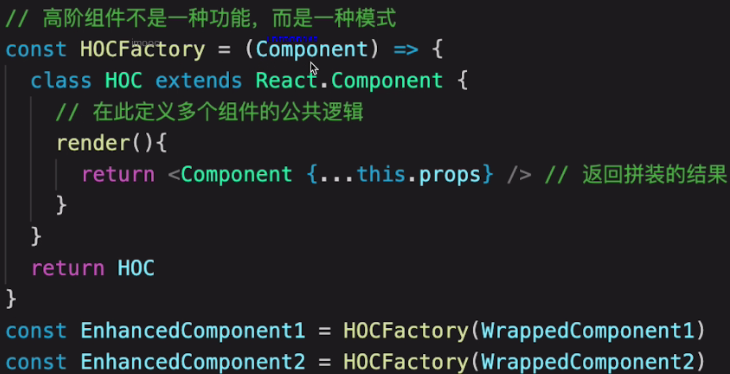 // 高阶组件不是一种功能，而是一种模式
const HOCFactory = (Component) => {
  class HOC extends React.Component {
    // 在此定义多个组件的公共逻辑
    render(){
      return <Component {...this.props} /> // 返回拼装的结果
    }
  }
  return HOC
}
const EnhancedComponent1 = HOCFactory(WrappedComponent1)
const EnhancedComponent2 = HOCFactory(WrappedComponent2)